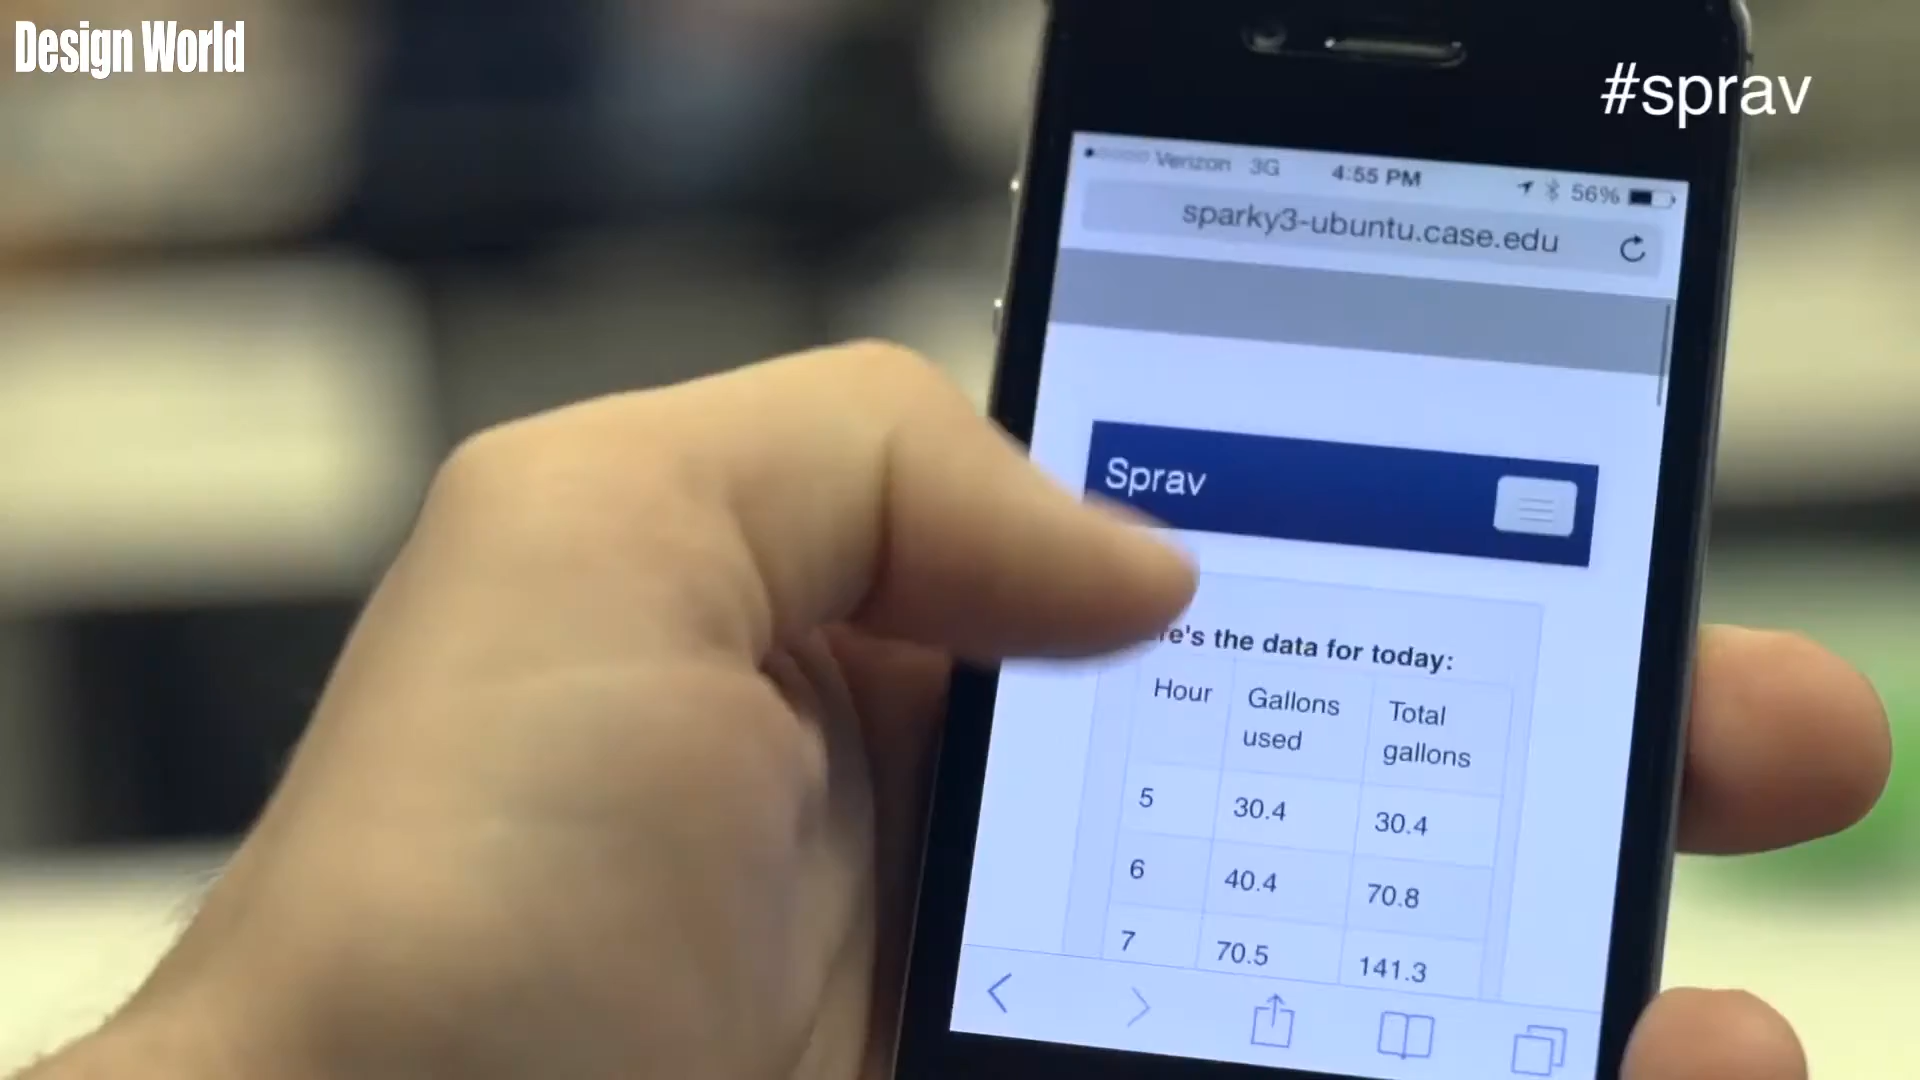 Design World
#sprav
Verizon 3G 4:55 PM 56%
sparky3-ubuntu.case.edu
Sprav
re's the data for today:
Hour Gallons used Total gallons
5 30.4 30.4
6 40.4 70.8
7 70.5 141.3